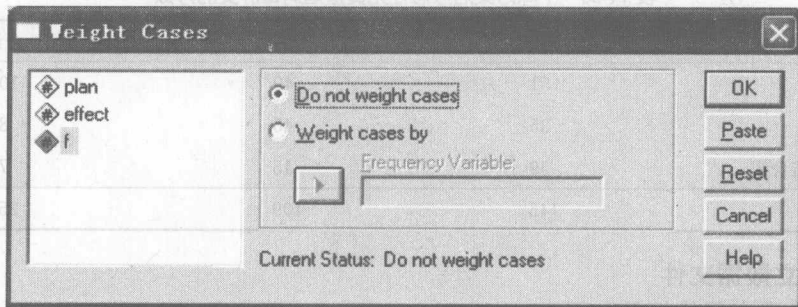 Weight Cases
plan
effect
f
Do not weight cases
Weight cases by
Frequency Variable:
Current Status: Do not weight cases
OK
Paste
Reset
Cancel
Help